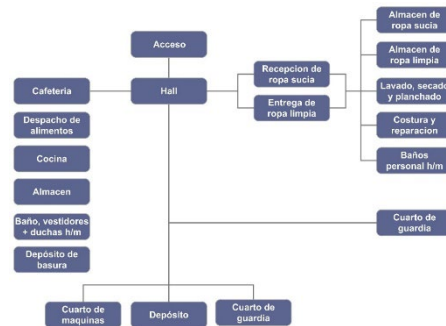 Acceso
Hall
Cafeteria
Despacho de
alimentos
Cocina
Almacen
Baño, vestidores
+ duchas h/m
Depósito de
basura
Recepcion de
ropa sucia
Entrega de
ropa limpia
Almacen de
ropa sucia
Almacen de
ropa limpia
Lavado, secado
y planchado
Costura y
reparacion
Baños
personal h/m
Cuarto de
guardia
Cuarto de
maquinas
Depósito
Cuarto de
guardia